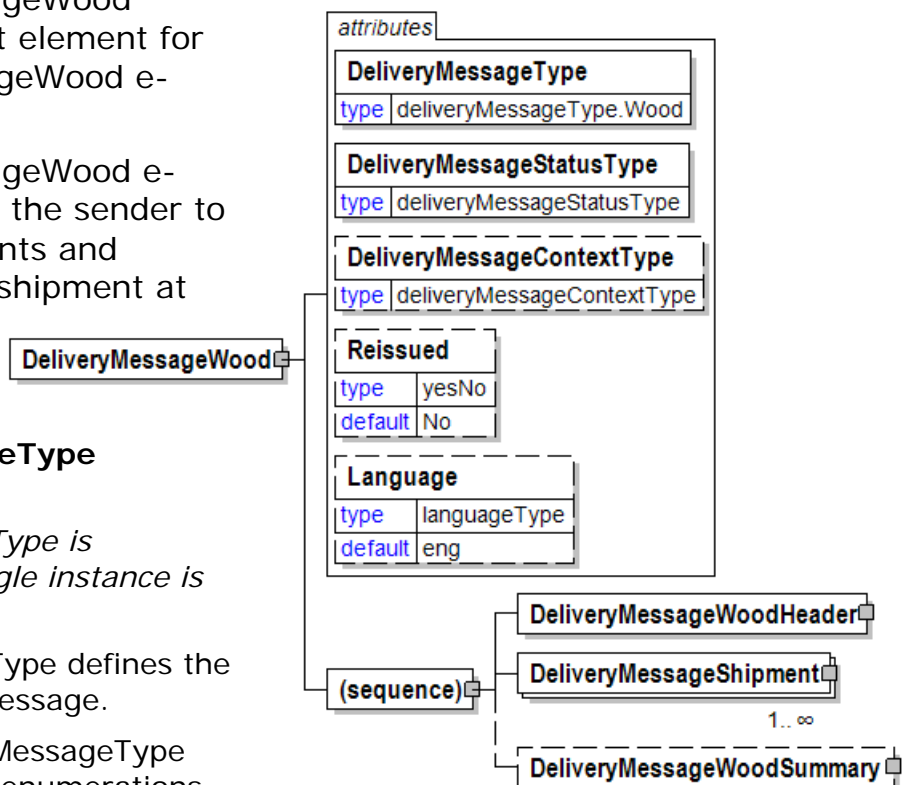 geWood
t element for
geWood e-
geWood e-
the sender to
nts and
shipment at
eType
Type is
gle instance is
Type defines the
essage.
MessageType
enumerations
attributes
DeliveryMessageType
type deliveryMessageType.Wood
DeliveryMessageStatusType
type deliveryMessageStatusType
DeliveryMessageContextType
type deliveryMessageContextType
DeliveryMessageWood
Reissued
type yesNo
default No
Language
type languageType
default eng
(sequence)
DeliveryMessageWoodHeader
DeliveryMessageShipment
1.. ∞
DeliveryMessageWoodSummary